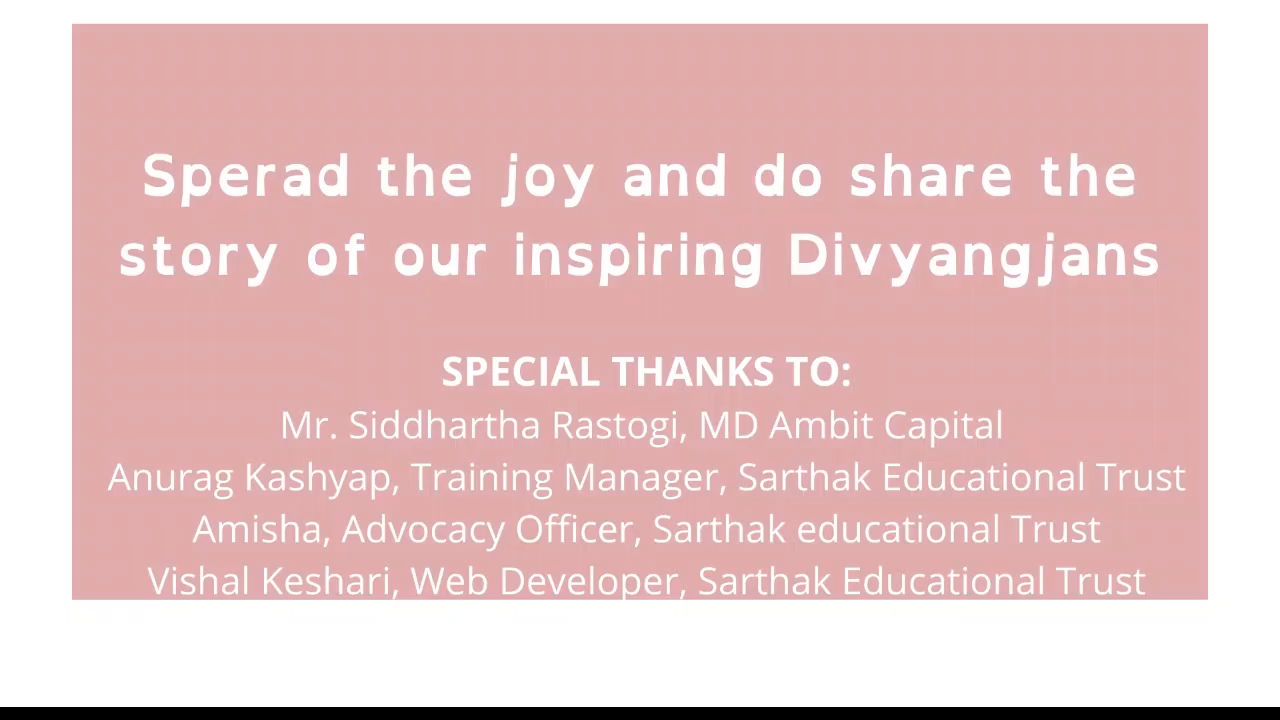 Sperad the joy and do share the
story of our inspiring Divyangjans
SPECIAL THANKS TO:
Mr. Siddhartha Rastogi, MD Ambit Capital
Anurag Kashyap, Training Manager, Sarthak Educational Trust
Amisha, Advocacy Officer, Sarthak educational Trust
Vishal Keshari, Web Developer, Sarthak Educational Trust